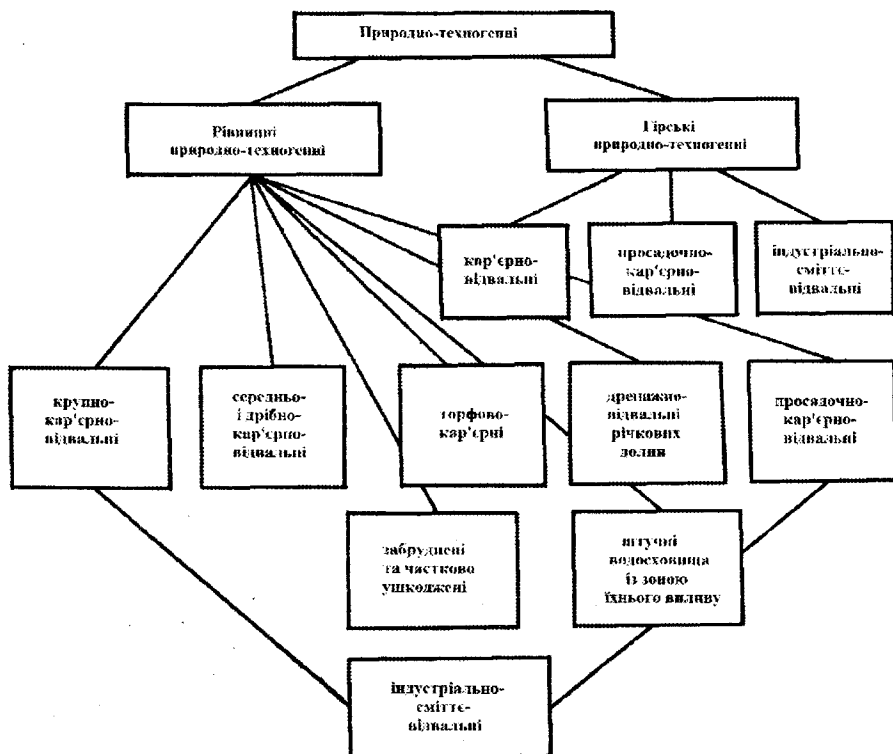 Природно-техногенні
Рівнинні
природно-техногенні
Гірські
природно-техногенні
кар'єрно-
відвальні
просадочно-
кар'єрно-
відвальні
індустріально-
сміттє-
відвальні
крупно-
кар'єрно-
відвальні
середньо-
і дрібно-
кар'єрно-
відвальні
торфово-
кар'єрні
дренажно-
відвальні
річкових
долин
просадочно-
кар'єрно-
відвальні
забруднені
та частково
ушкоджені
штучні
водосховища
із зоною
їхнього впливу
індустріально-
сміттє-
відвальні